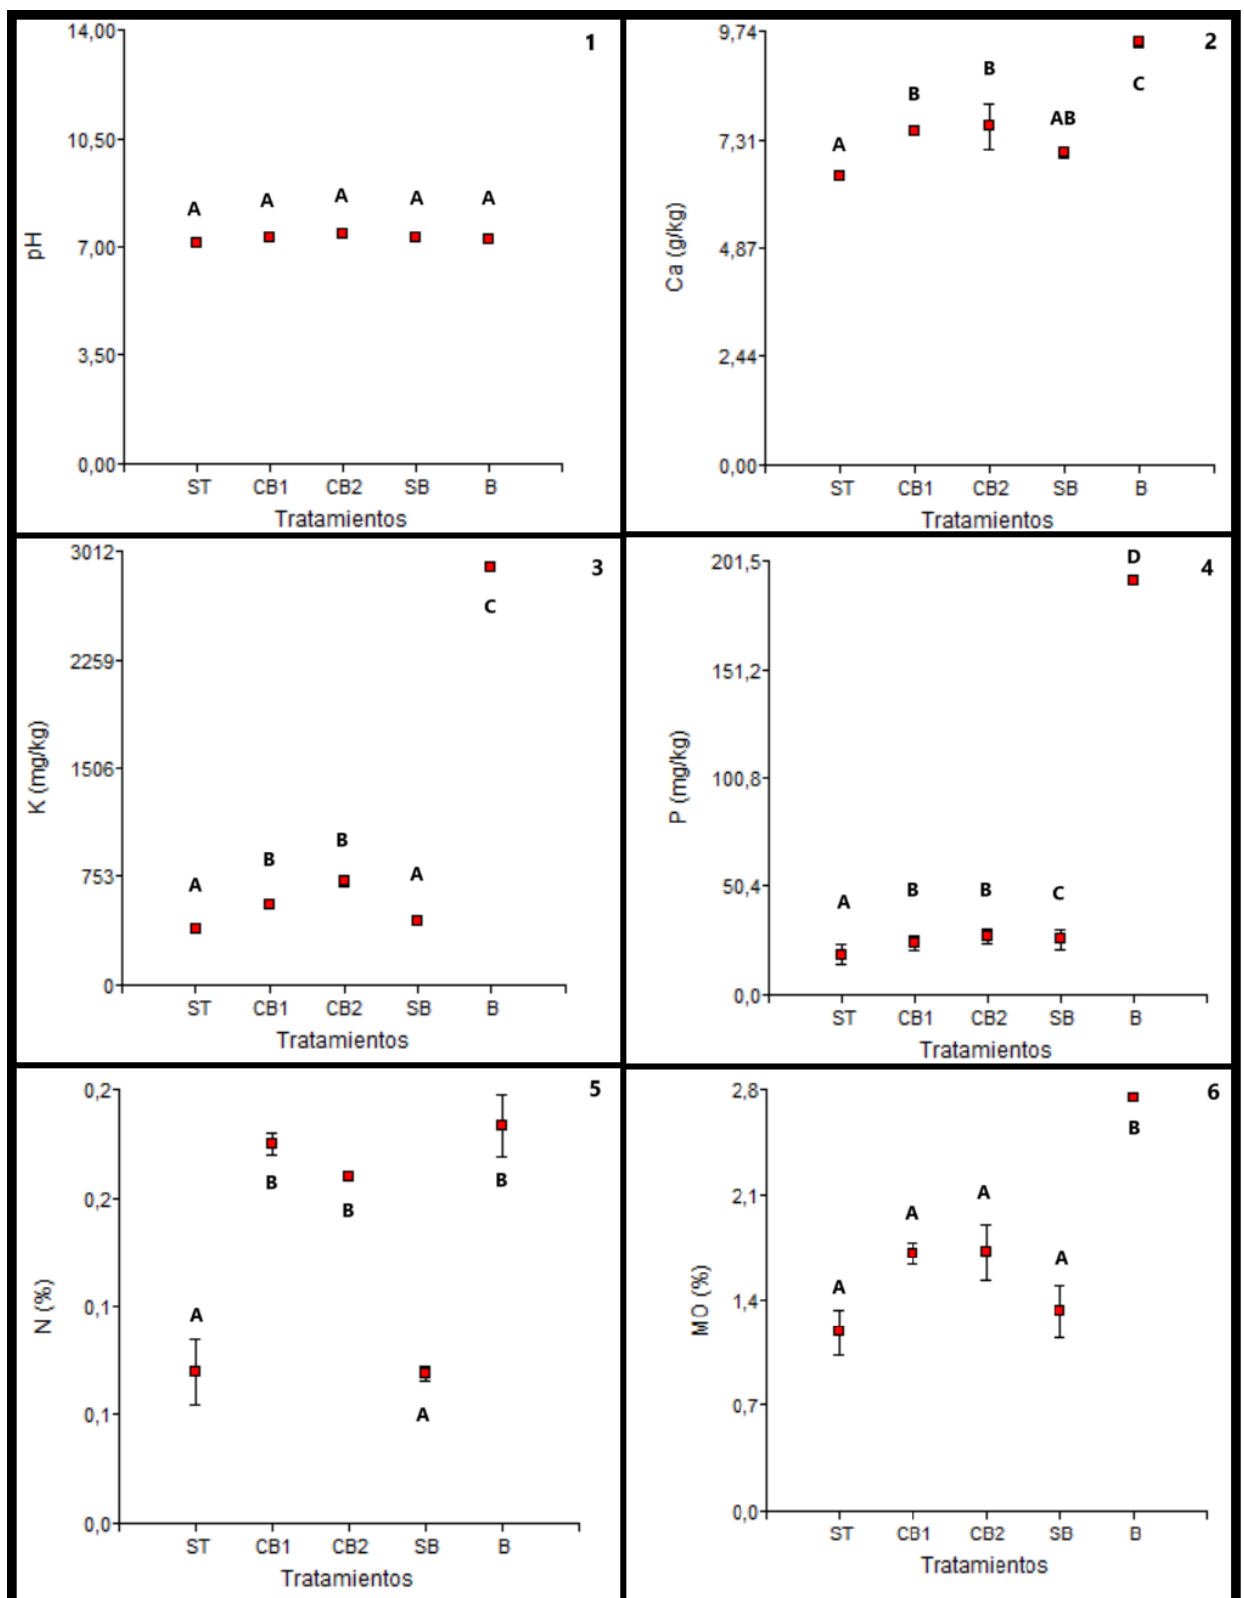 1
14,00
10,50
7,00
3,50
0,00
pH
A A A A A
ST CB1 CB2 SB B
Tratamientos
2
9,74
7,31
4,87
2,44
0,00
Ca (g/kg)
A B B AB C
ST CB1 CB2 SB B
Tratamientos
3
3012
2259
1506
753
0
K (mg/kg)
A B B A C
ST CB1 CB2 SB B
Tratamientos
4
201,5
151,2
100,8
50,4
0,0
P (mg/kg)
A B B C D
ST CB1 CB2 SB B
Tratamientos
5
0,2
0,2
0,1
0,1
0,0
N (%)
A B B A B
ST CB1 CB2 SB B
Tratamientos
6
2,8
2,1
1,4
0,7
0,0
MO (%)
A A A A B
ST CB1 CB2 SB B
Tratamientos